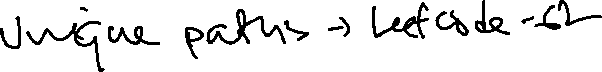 Unique paths → Leetcode-62